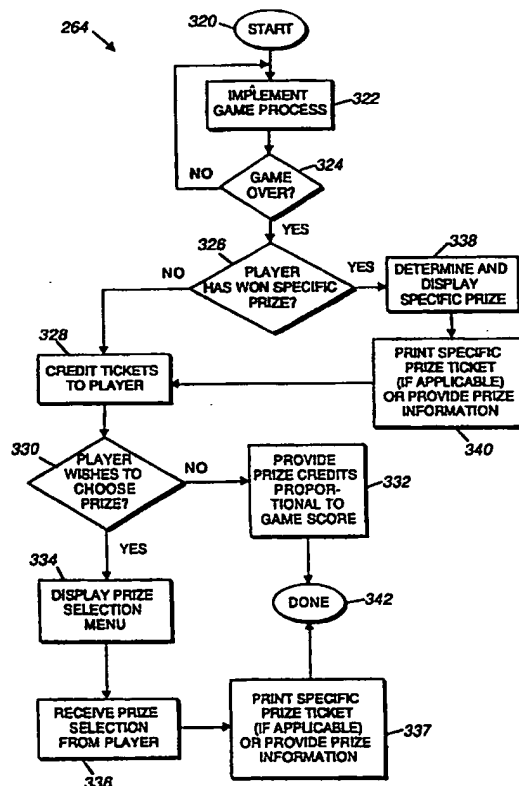 264
320
START
IMPLEMENT
GAME PROCESS
322
324
NO
GAME
OVER?
YES
326
NO
PLAYER
HAS WON SPECIFIC
PRIZE?
YES
338
DETERMINE AND
DISPLAY
SPECIFIC PRIZE
328
CREDIT TICKETS
TO PLAYER
PRINT SPECIFIC
PRIZE TICKET
(IF APPLICABLE)
OR PROVIDE PRIZE
INFORMATION
340
330
PLAYER
WISHES TO
CHOOSE
PRIZE?
NO
PROVIDE
PRIZE CREDITS
PROPOR-
TIONAL TO
GAME SCORE
332
YES
334
DISPLAY PRIZE
SELECTION
MENU
DONE
342
RECEIVE PRIZE
SELECTION
FROM PLAYER
336
PRINT SPECIFIC
PRIZE TICKET
(IF APPLICABLE)
OR PROVIDE PRIZE
INFORMATION
337